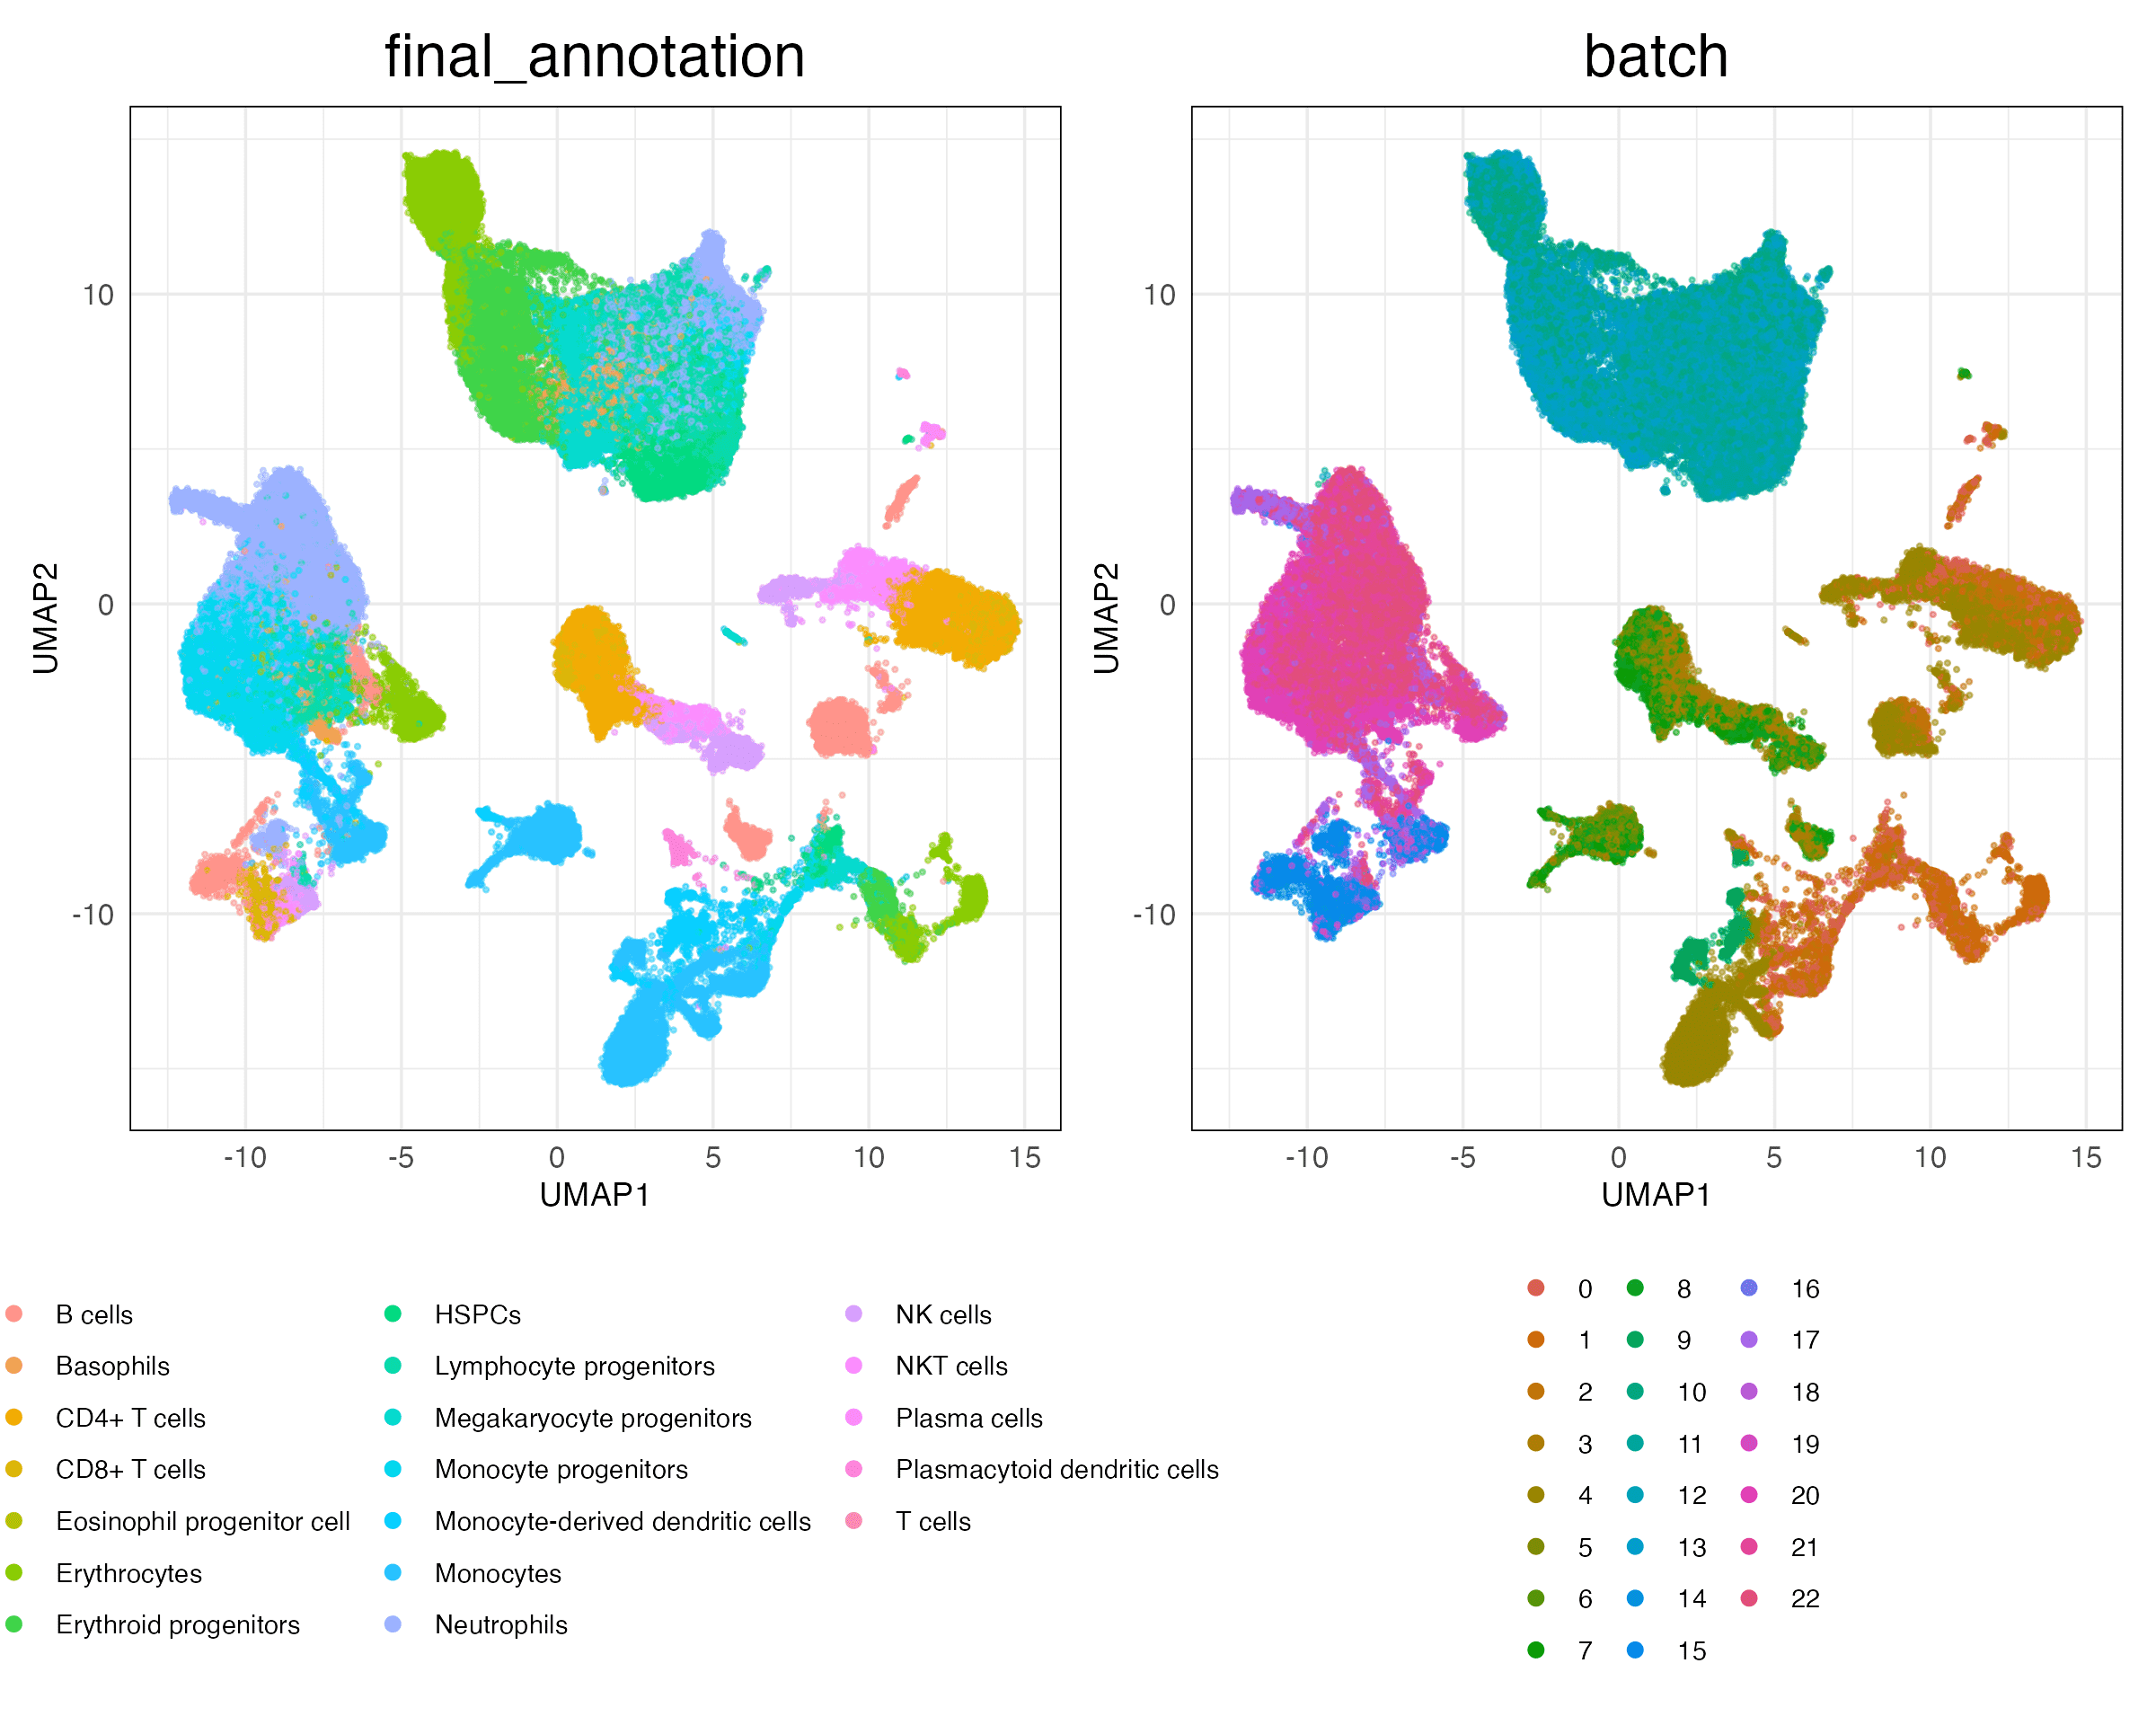 final_annotation
batch
UMAP2
10
0
-10
-10 -5 0 5 10 15
UMAP1
UMAP2
10
0
-10
-10 -5 0 5 10 15
UMAP1
B cells
Basophils
CD4+ T cells
CD8+ T cells
Eosinophil progenitor cell
Erythrocytes
Erythroid progenitors
HSPCs
Lymphocyte progenitors
Megakaryocyte progenitors
Monocyte progenitors
Monocyte-derived dendritic cells
Monocytes
Neutrophils
NK cells
NKT cells
Plasma cells
Plasmacytoid dendritic cells
T cells
0
1
2
3
4
5
6
7
8
9
10
11
12
13
14
15
16
17
18
19
20
21
22